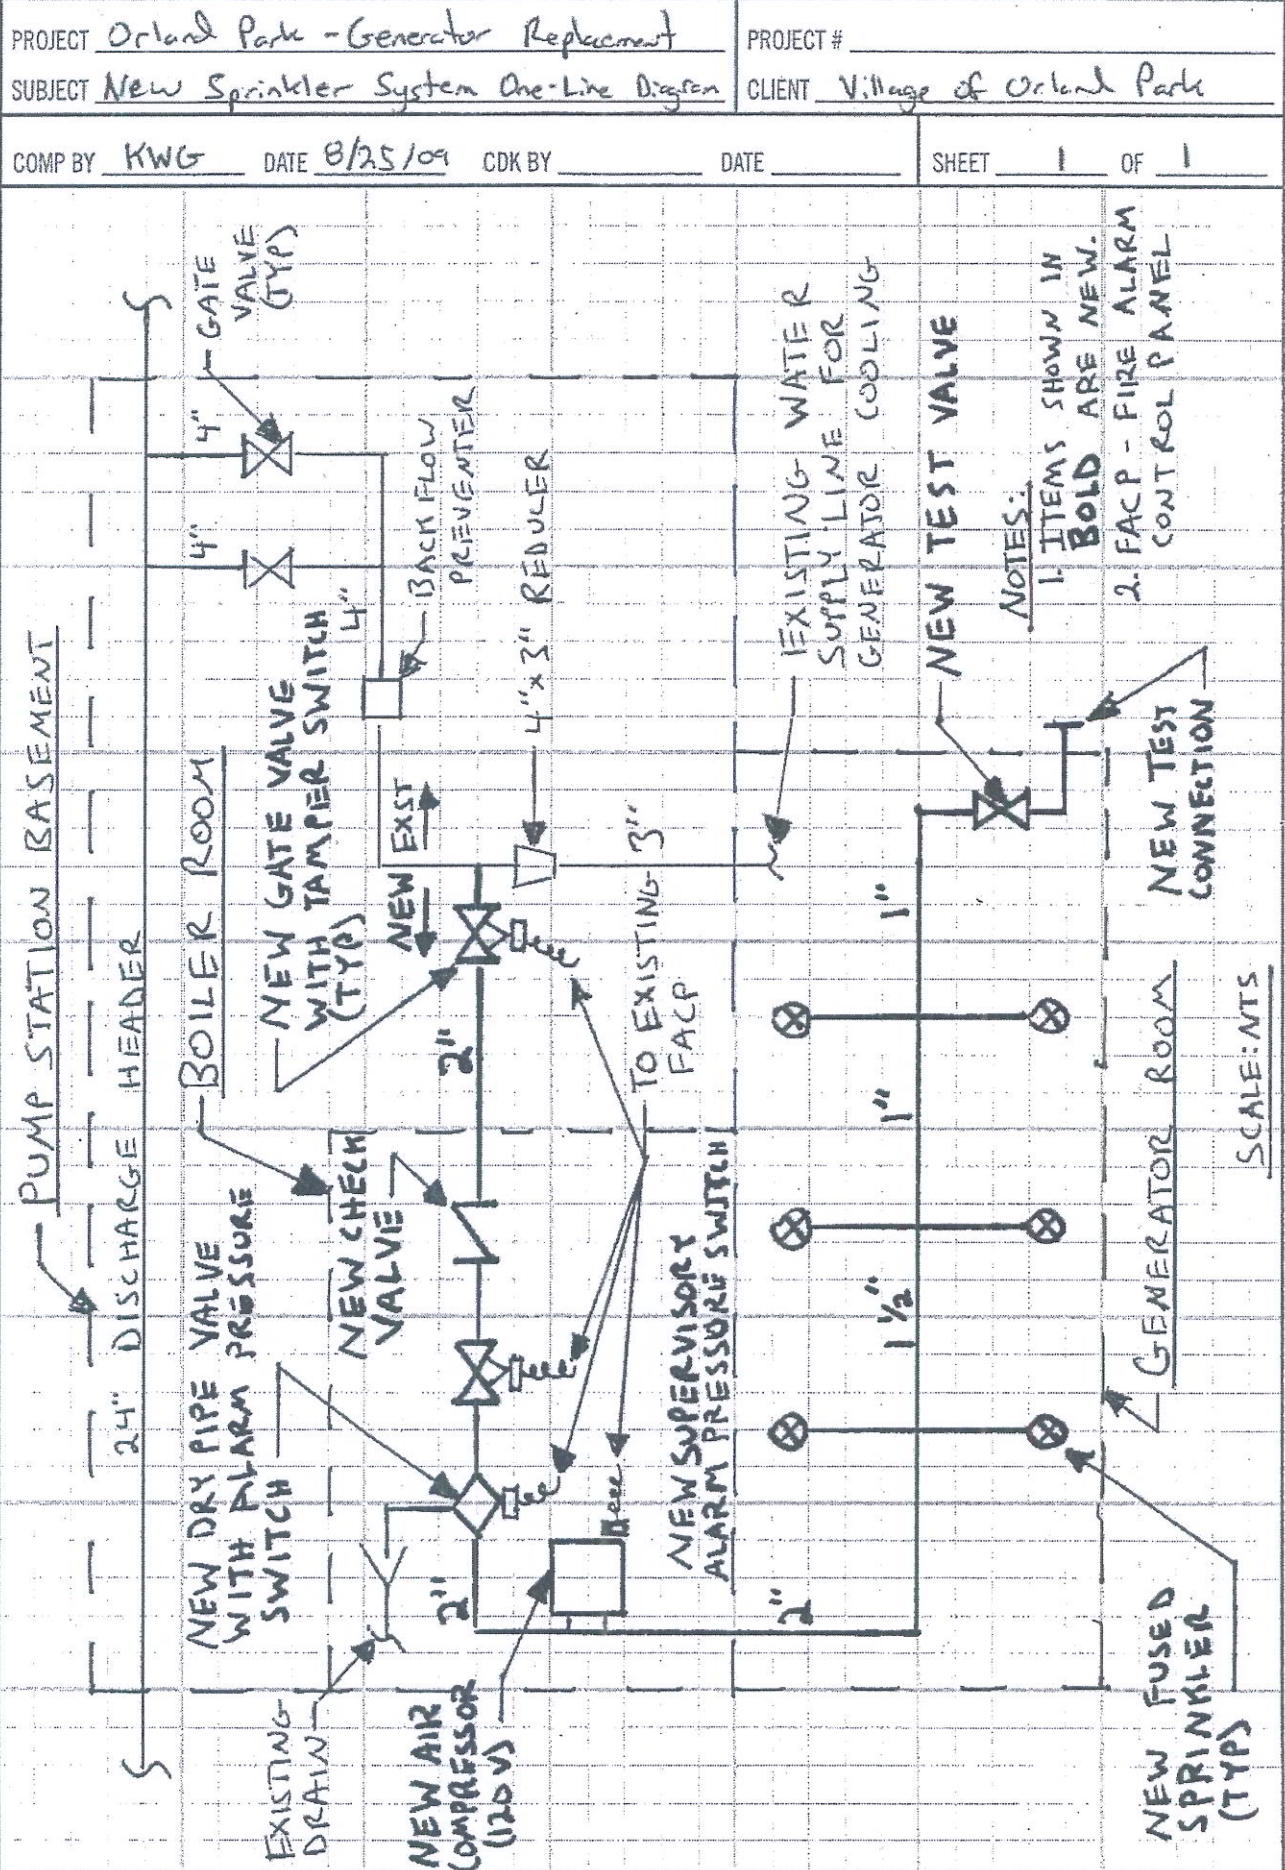 PROJECT Orland Park - Generator Replacement
PROJECT #
SUBJECT New Sprinkler System One-Line Diagram
CLIENT Village of Orland Park
COMP BY KWG DATE 8/25/09 CDK BY DATE
SHEET 1 OF 1
PUMP STATION BASEMENT
24" DISCHARGE HEADER
4"
4"
GATE
VALVE
(TYP)
BOILER ROOM
NEW GATE VALVE
WITH TAMPER SWITCH
(TYP)
4"
BACKFLOW
PREVENTER
NEW DRY PIPE VALVE
WITH ALARM PRESSURE
SWITCH
NEW CHECK
VALVE
NEW EXST
4"x3" REDULER
EXISTING
DRAIN
2"
2"
NEW AIR
COMPRESSOR
(120V)
TO EXISTING
FACP
3"
NEW SUPERVISORY
ALARM PRESSURE SWITCH
EXISTING WATER
SUPPLY LINE FOR
GENERATOR COOLING
2"
1 1/2"
1"
1"
NEW TEST VALVE
NOTES:
1. ITEMS SHOWN IN
BOLD ARE NEW.
2. FACP - FIRE ALARM
CONTROL PANEL
NEW TEST
CONNECTION
GENERATOR ROOM
NEW FUSED
SPRINKLER
(TYP)
SCALE: NTS